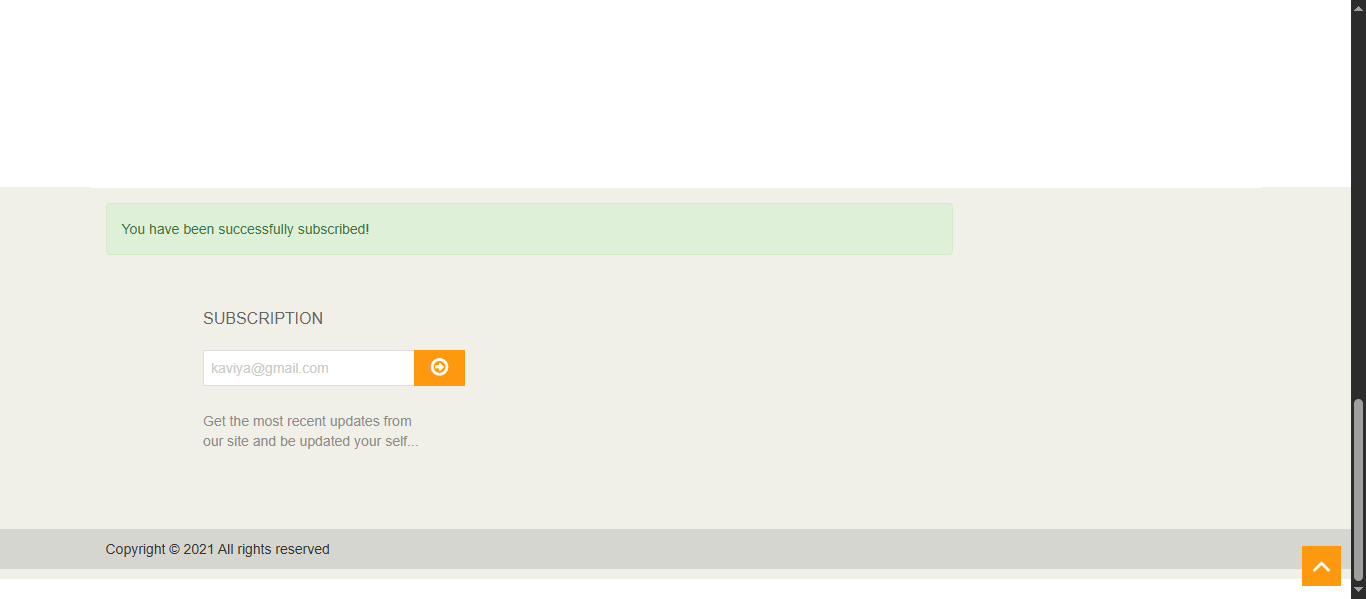 You have been successfully subscribed!
SUBSCRIPTION
kaviya@gmail.com
Get the most recent updates from
our site and be updated your self...
Copyright © 2021 All rights reserved